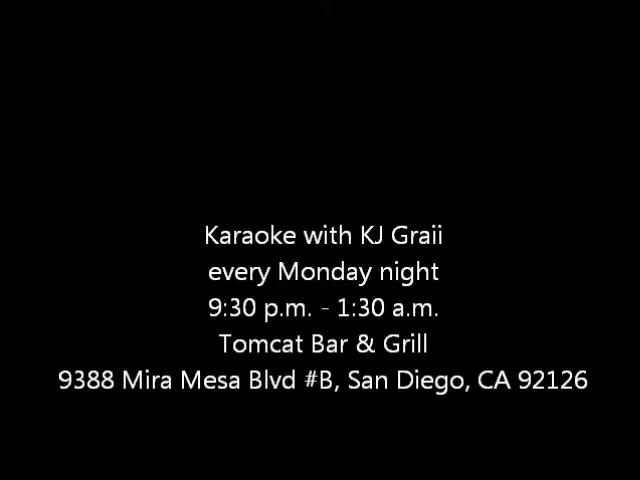 Karaoke with KJ Graii
every Monday night
9:30 p.m. - 1:30 a.m.
Tomcat Bar & Grill
9388 Mira Mesa Blvd #B, San Diego, CA 92126